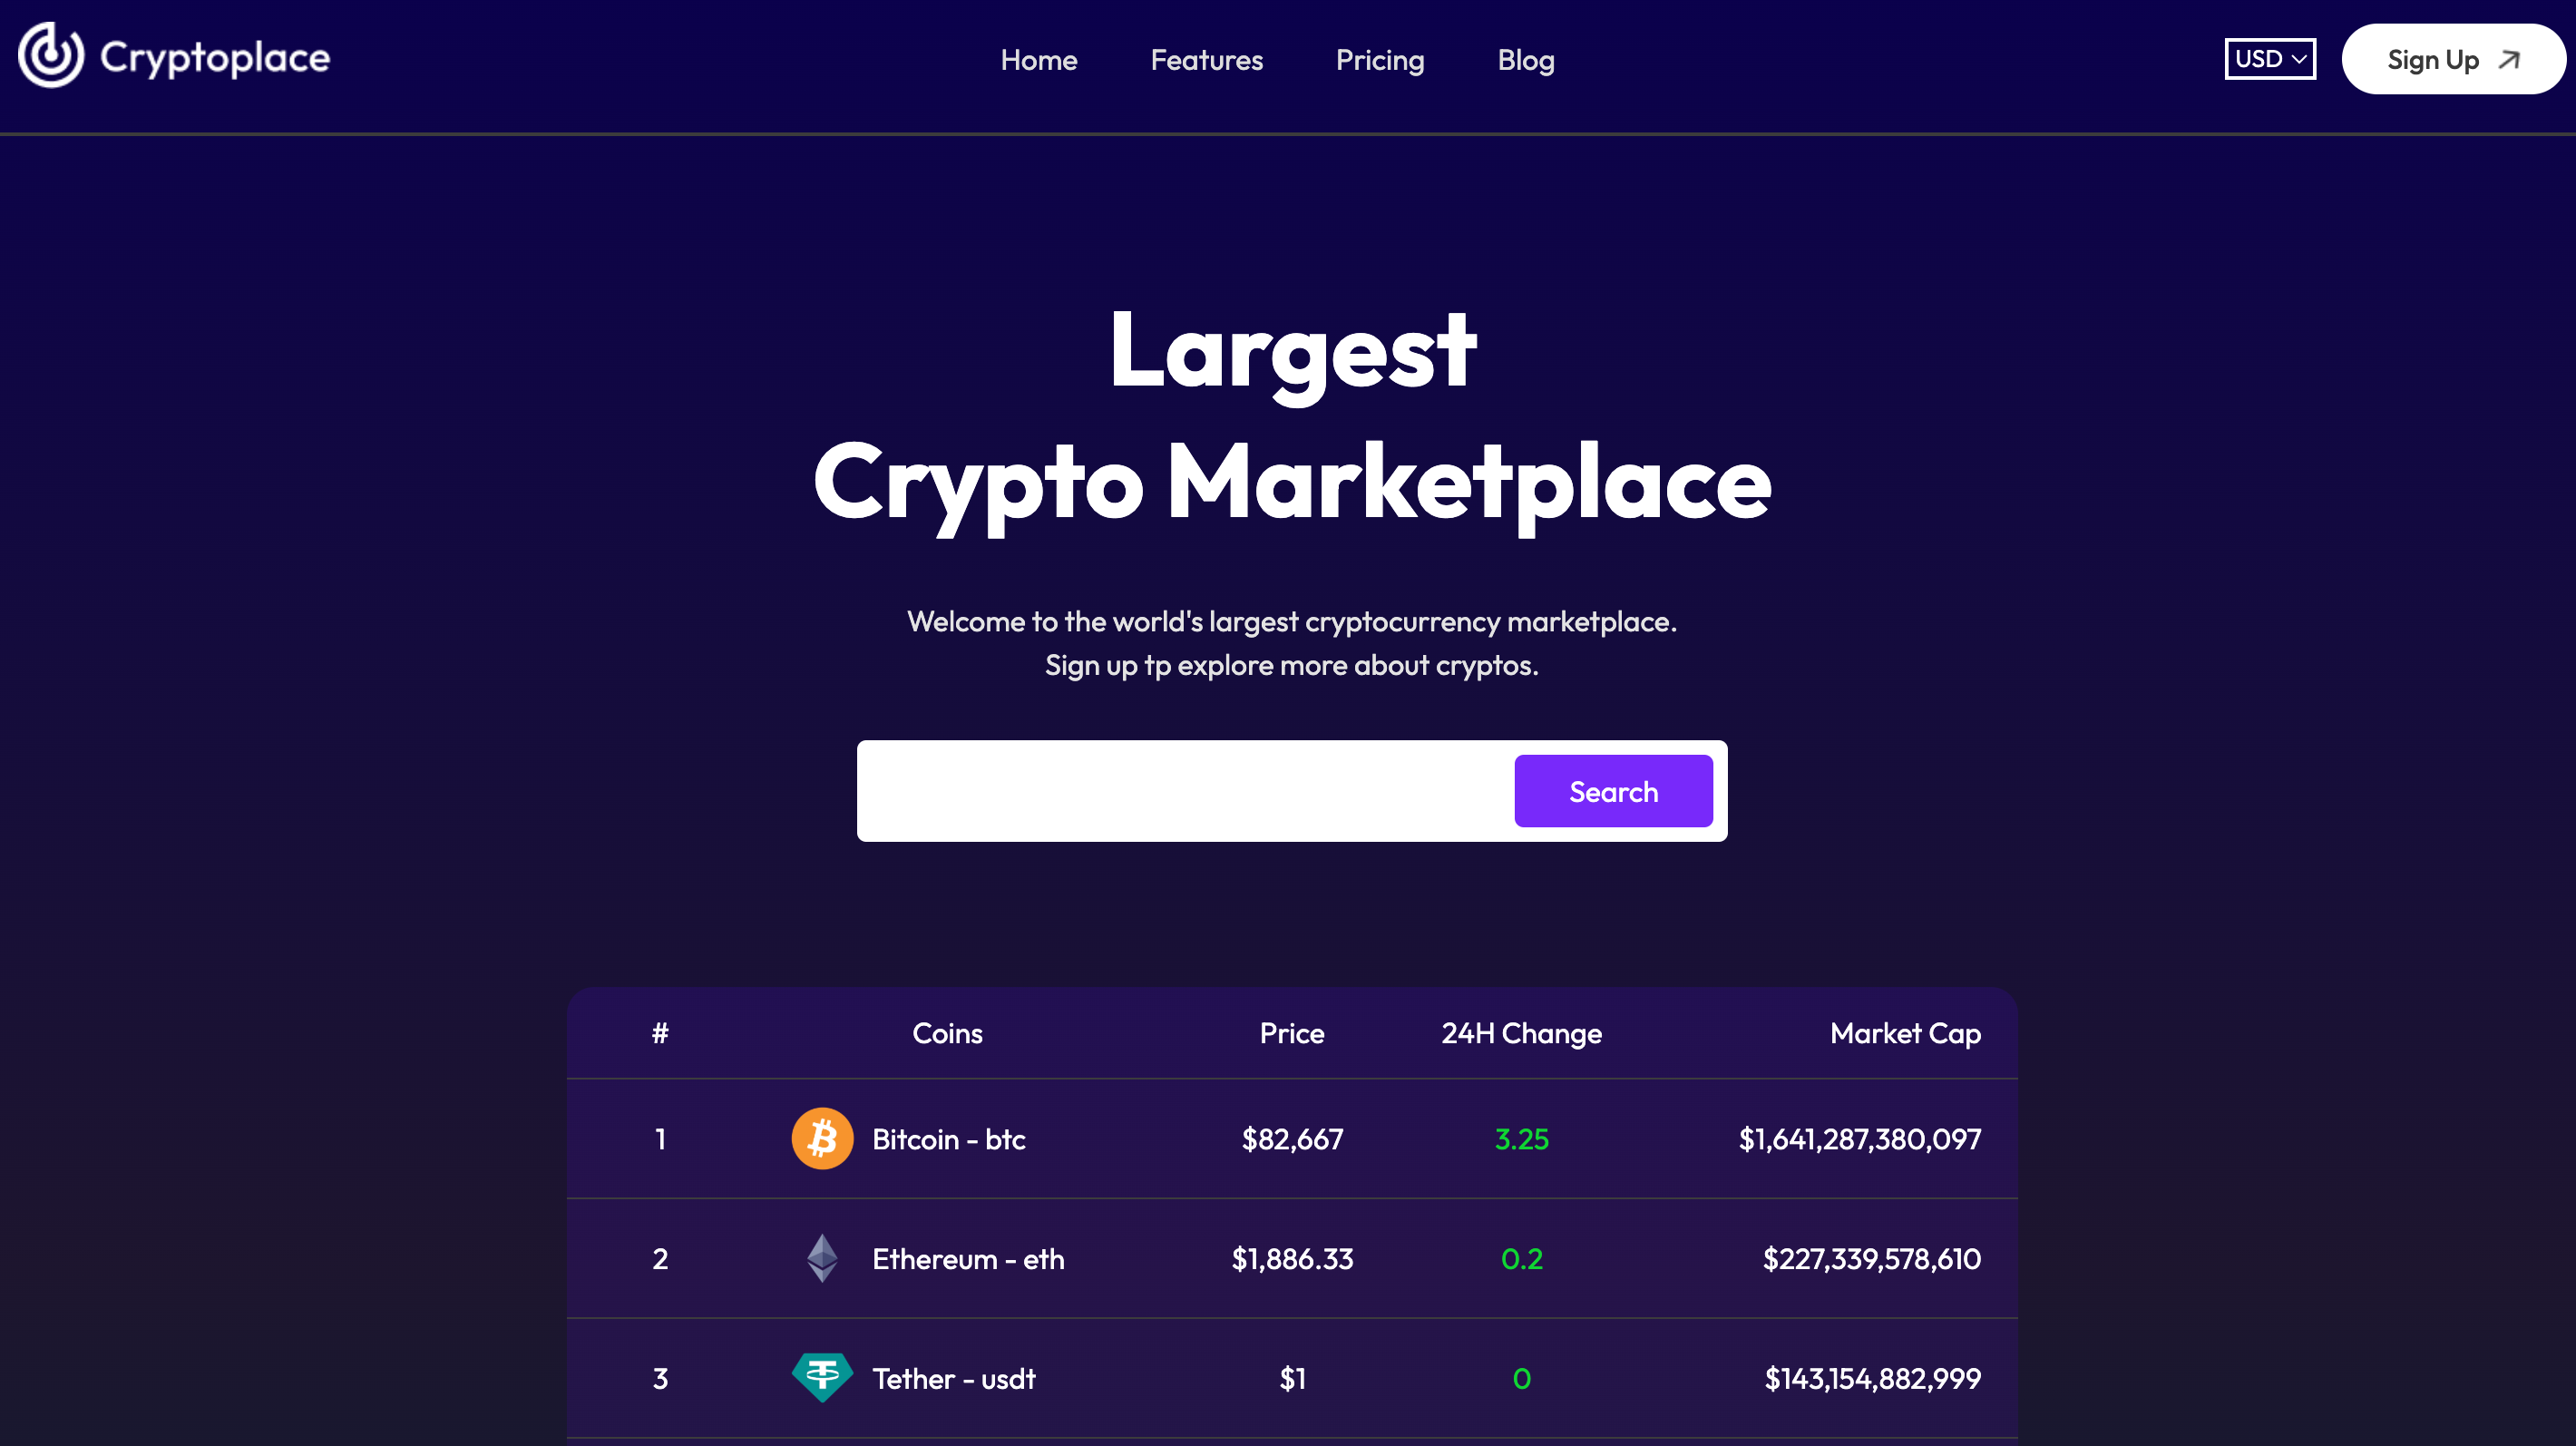 Cryptoplace
Home Features Pricing Blog
USD
Sign Up
Largest
Crypto Marketplace
Welcome to the world's largest cryptocurrency marketplace.
Sign up tp explore more about cryptos.
Search
# Coins Price 24H Change Market Cap
1 Bitcoin - btc $82,667 3.25 $1,641,287,380,097
2 Ethereum - eth $1,886.33 0.2 $227,339,578,610
3 Tether - usdt $1 0 $143,154,882,999